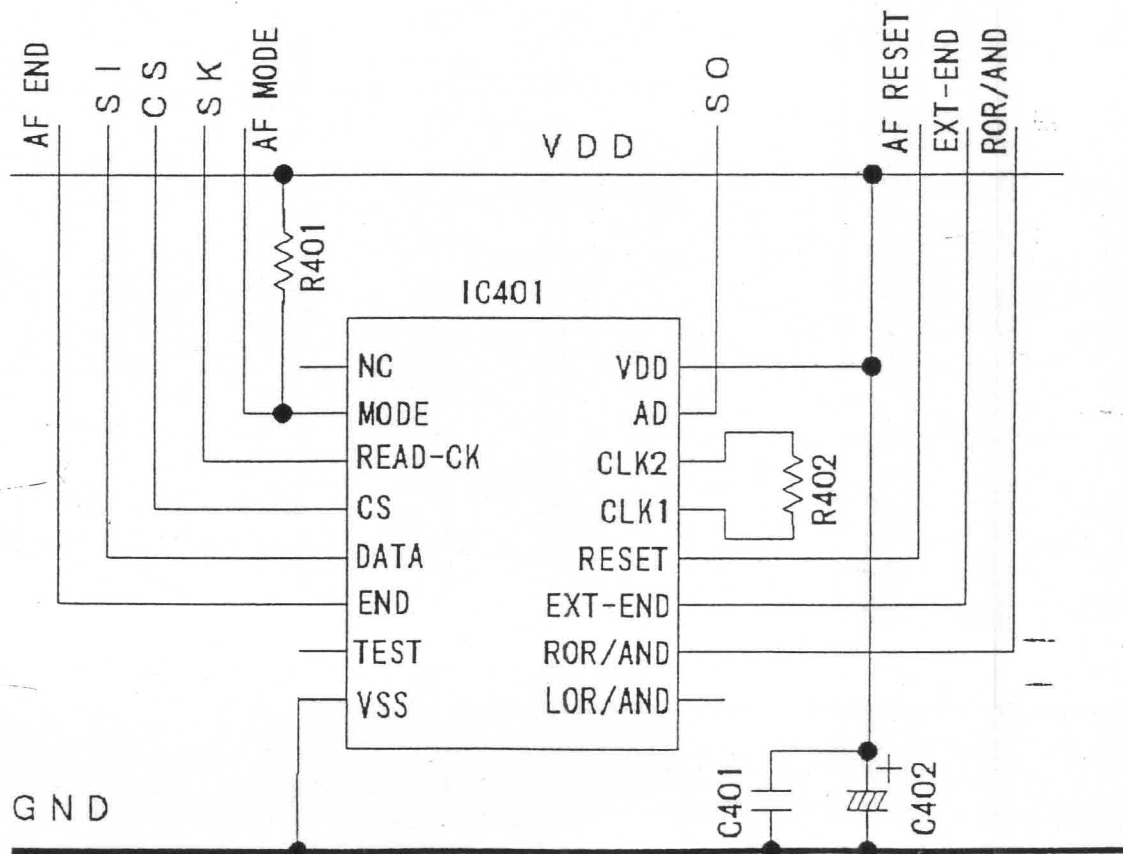 AF END
S I
C S
S K
AF MODE
S O
AF RESET
EXT-END
ROR/AND
V D D
R401
IC401
NC
MODE
READ-CK
CS
DATA
END
TEST
VSS
VDD
AD
CLK2
CLK1
RESET
EXT-END
ROR/AND
LOR/AND
R402
C401
+
C402
G N D